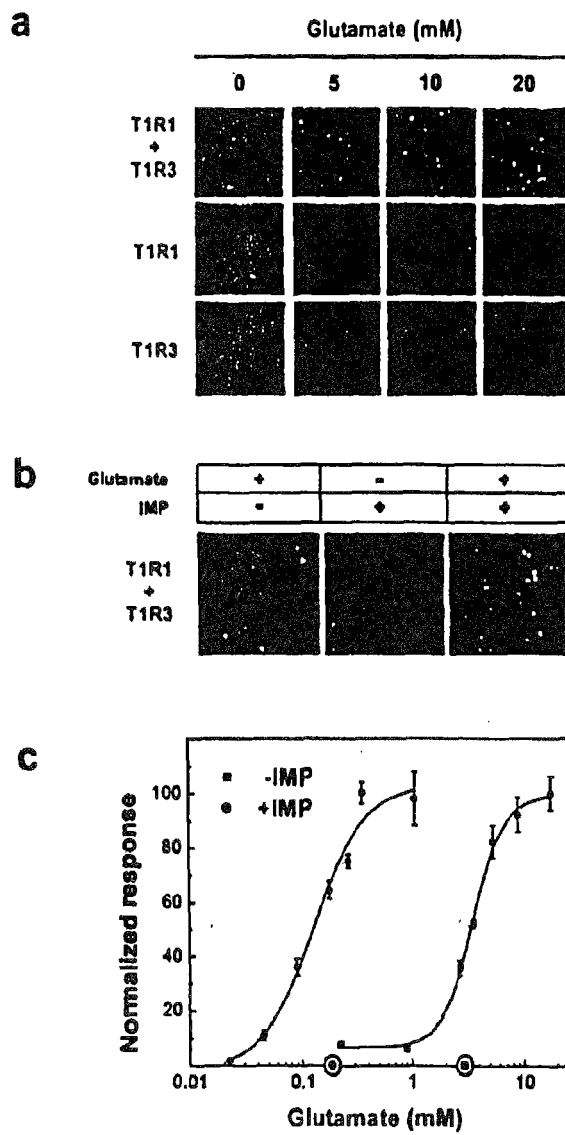 a
Glutamate (mM)
0 5 10 20
T1R1
+
T1R3
T1R1
T1R3
b
Glutamate + - +
IMP - + +
T1R1
+
T1R3
c
Normalized response
100
80
60
40
20
-IMP
+IMP
0.01 0.1 1 10
Glutamate (mM)